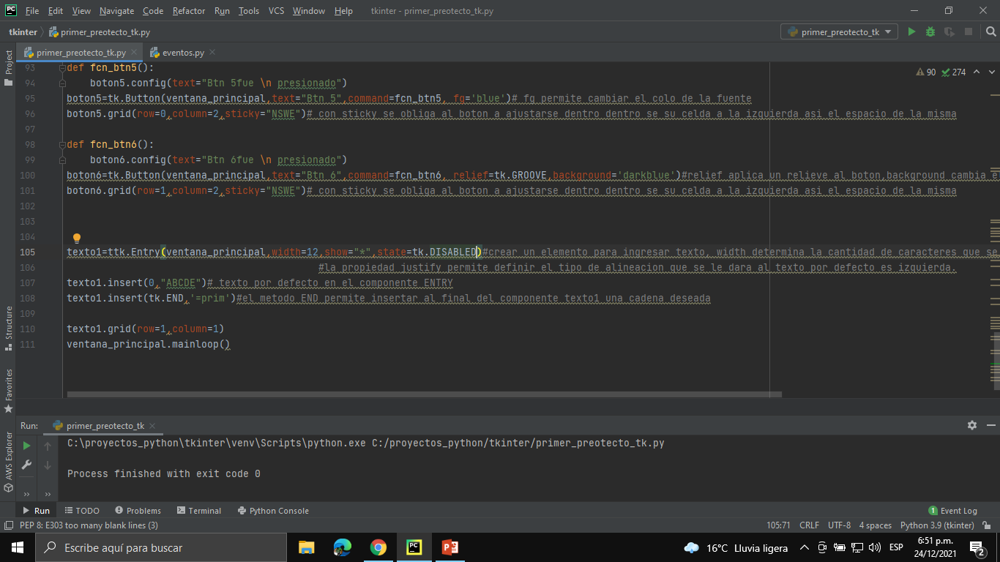 PC File Edit View Navigate Code Refactor Run Tools VCS Window Help tkinter - primer_preotecto_tk.py
tkinter primer_preotecto_tk.py primer_preotecto_tk
Project
primer_preotecto_tk.py eventos.py
90 274
93 def fcn_btn5():
94 boton5.config(text="Btn 5fue \n presionado")
95 boton5=tk.Button(ventana_principal,text="Btn 5",command=fcn_btn5, fg='blue')# fg permite cambiar el colo de la fuente
96 boton5.grid(row=0,column=2,sticky="NSWE")# con sticky se obliga al boton a ajustarse dentro dentro se su celda a la izquierda asi el espacio de la misma
97
98 def fcn_btn6():
99 boton6.config(text="Btn 6fue \n presionado")
100 boton6=tk.Button(ventana_principal,text="Btn 6",command=fcn_btn6, relief=tk.GROOVE,background='darkblue')#relief aplica un relieve al boton,background cambia e
101 boton6.grid(row=1,column=2,sticky="NSWE")# con sticky se obliga al boton a ajustarse dentro dentro se su celda a la izquierda asi el espacio de la misma
102
103
104
105 texto1=ttk.Entry(ventana_principal,width=12,show="*",state=tk.DISABLED)#crear un elemento para ingresar texto, width determina la cantidad de caracteres que se
106 #la propiedad justify permite definir el tipo de alineacion que se le dara al texto por defecto es izquierda.
107 texto1.insert(0,"ABCDE")# texto por defecto en el componente ENTRY
108 texto1.insert(tk.END,'=prim')#el metodo END permite insertar al final del componente texto1 una cadena deseada
109
110 texto1.grid(row=1,column=1)
111 ventana_principal.mainloop()
Structure
Favorites
AWS Explorer
Run: primer_preotecto_tk
C:\proyectos_python\tkinter\venv\Scripts\python.exe C:/proyectos_python/tkinter/primer_preotecto_tk.py
Process finished with exit code 0
Run TODO Problems Terminal Python Console 1 Event Log
PEP 8: E303 too many blank lines (3) 105:71 CRLF UTF-8 4 spaces Python 3.9 (tkinter)
Escribe aquí para buscar PC P 16°C Lluvia ligera ESP 6:51 p.m.
24/12/2021 2